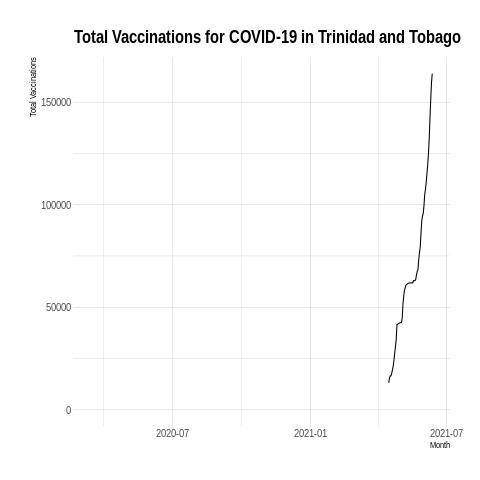 Total Vaccinations for COVID-19 in Trinidad and Tobago
Total Vaccinations
150000
100000
50000
0
2020-07 2021-01 2021-07
Month